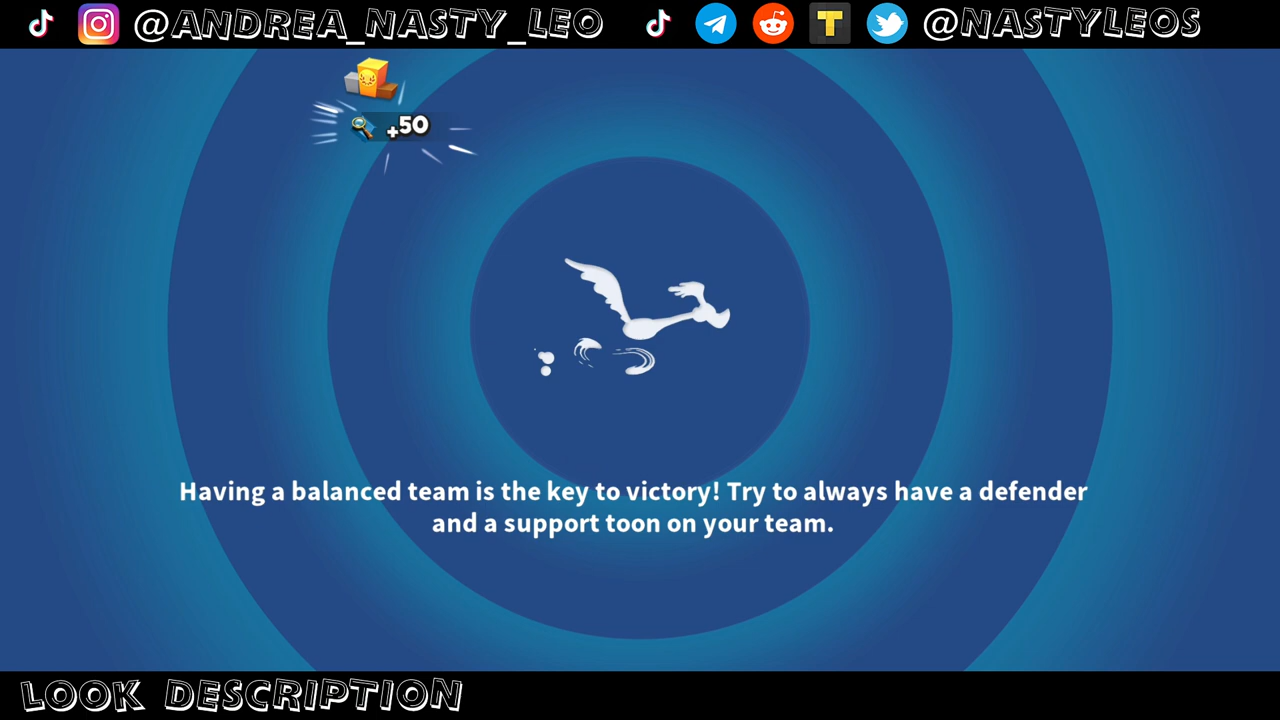 @ANDREA_NASTY_LEO @NASTYLEOS
+50
Having a balanced team is the key to victory! Try to always have a defender
and a support toon on your team.
LOOK DESCRIPTION